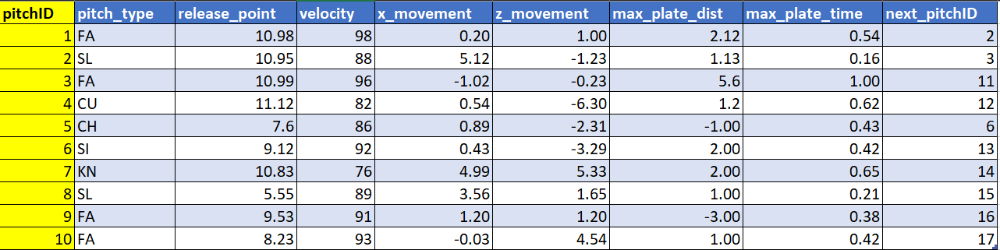 pitchID pitch_type release_point velocity x_movement z_movement max_plate_dist max_plate_time next_pitchID
1 FA 10.98 98 0.20 1.00 2.12 0.54 2
2 SL 10.95 88 5.12 -1.23 1.13 0.16 3
3 FA 10.99 96 -1.02 -0.23 5.6 1.00 11
4 CU 11.12 82 0.54 -6.30 1.2 0.62 12
5 CH 7.6 86 0.89 -2.31 -1.00 0.43 6
6 SI 9.12 92 0.43 -3.29 2.00 0.42 13
7 KN 10.83 76 4.99 5.33 2.00 0.65 14
8 SL 5.55 89 3.56 1.65 1.00 0.21 15
9 FA 9.53 91 1.20 1.20 -3.00 0.38 16
10 FA 8.23 93 -0.03 4.54 1.00 0.42 17